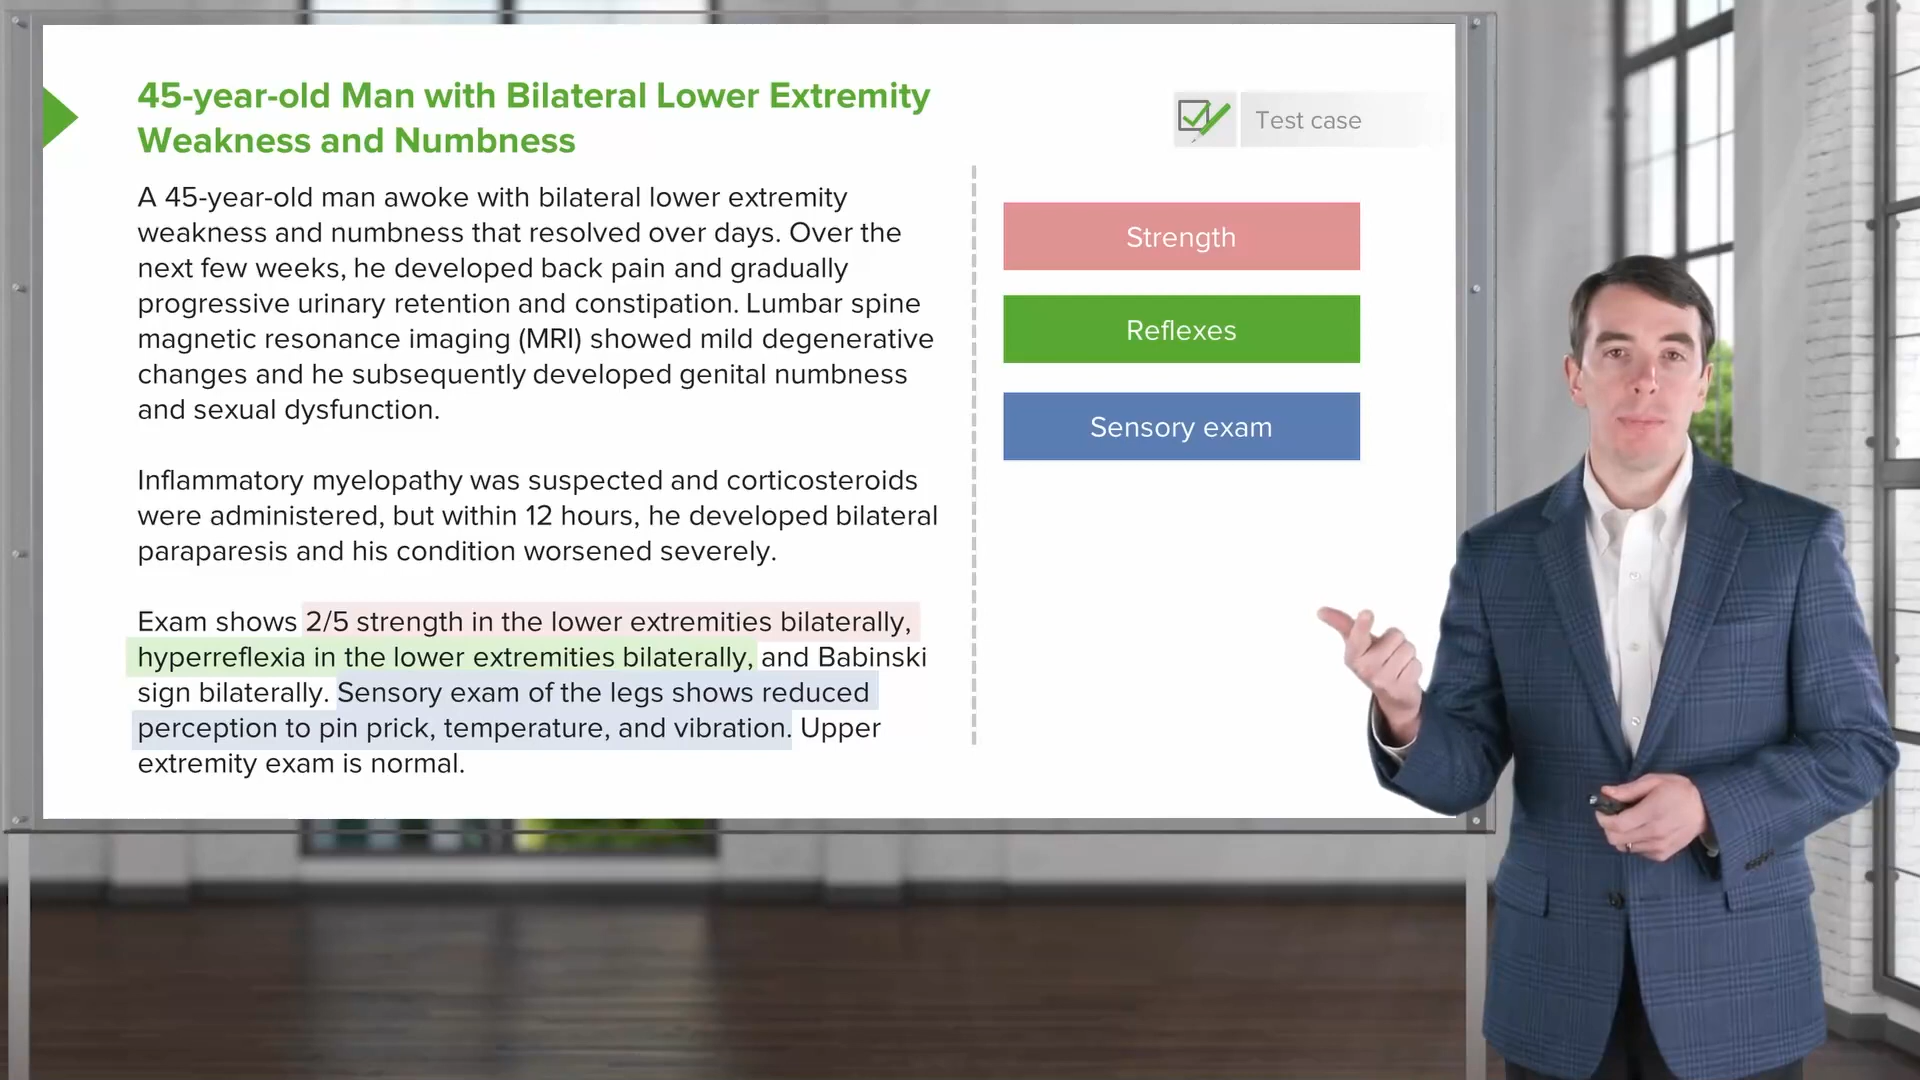 45-year-old Man with Bilateral Lower Extremity
Weakness and Numbness
Test case
A 45-year-old man awoke with bilateral lower extremity
weakness and numbness that resolved over days. Over the
next few weeks, he developed back pain and gradually
progressive urinary retention and constipation. Lumbar spine
magnetic resonance imaging (MRI) showed mild degenerative
changes and he subsequently developed genital numbness
and sexual dysfunction.
Inflammatory myelopathy was suspected and corticosteroids
were administered, but within 12 hours, he developed bilateral
paraparesis and his condition worsened severely.
Exam shows 2/5 strength in the lower extremities bilaterally,
hyperreflexia in the lower extremities bilaterally, and Babinski
sign bilaterally. Sensory exam of the legs shows reduced
perception to pin prick, temperature, and vibration. Upper
extremity exam is normal.
Strength
Reflexes
Sensory exam